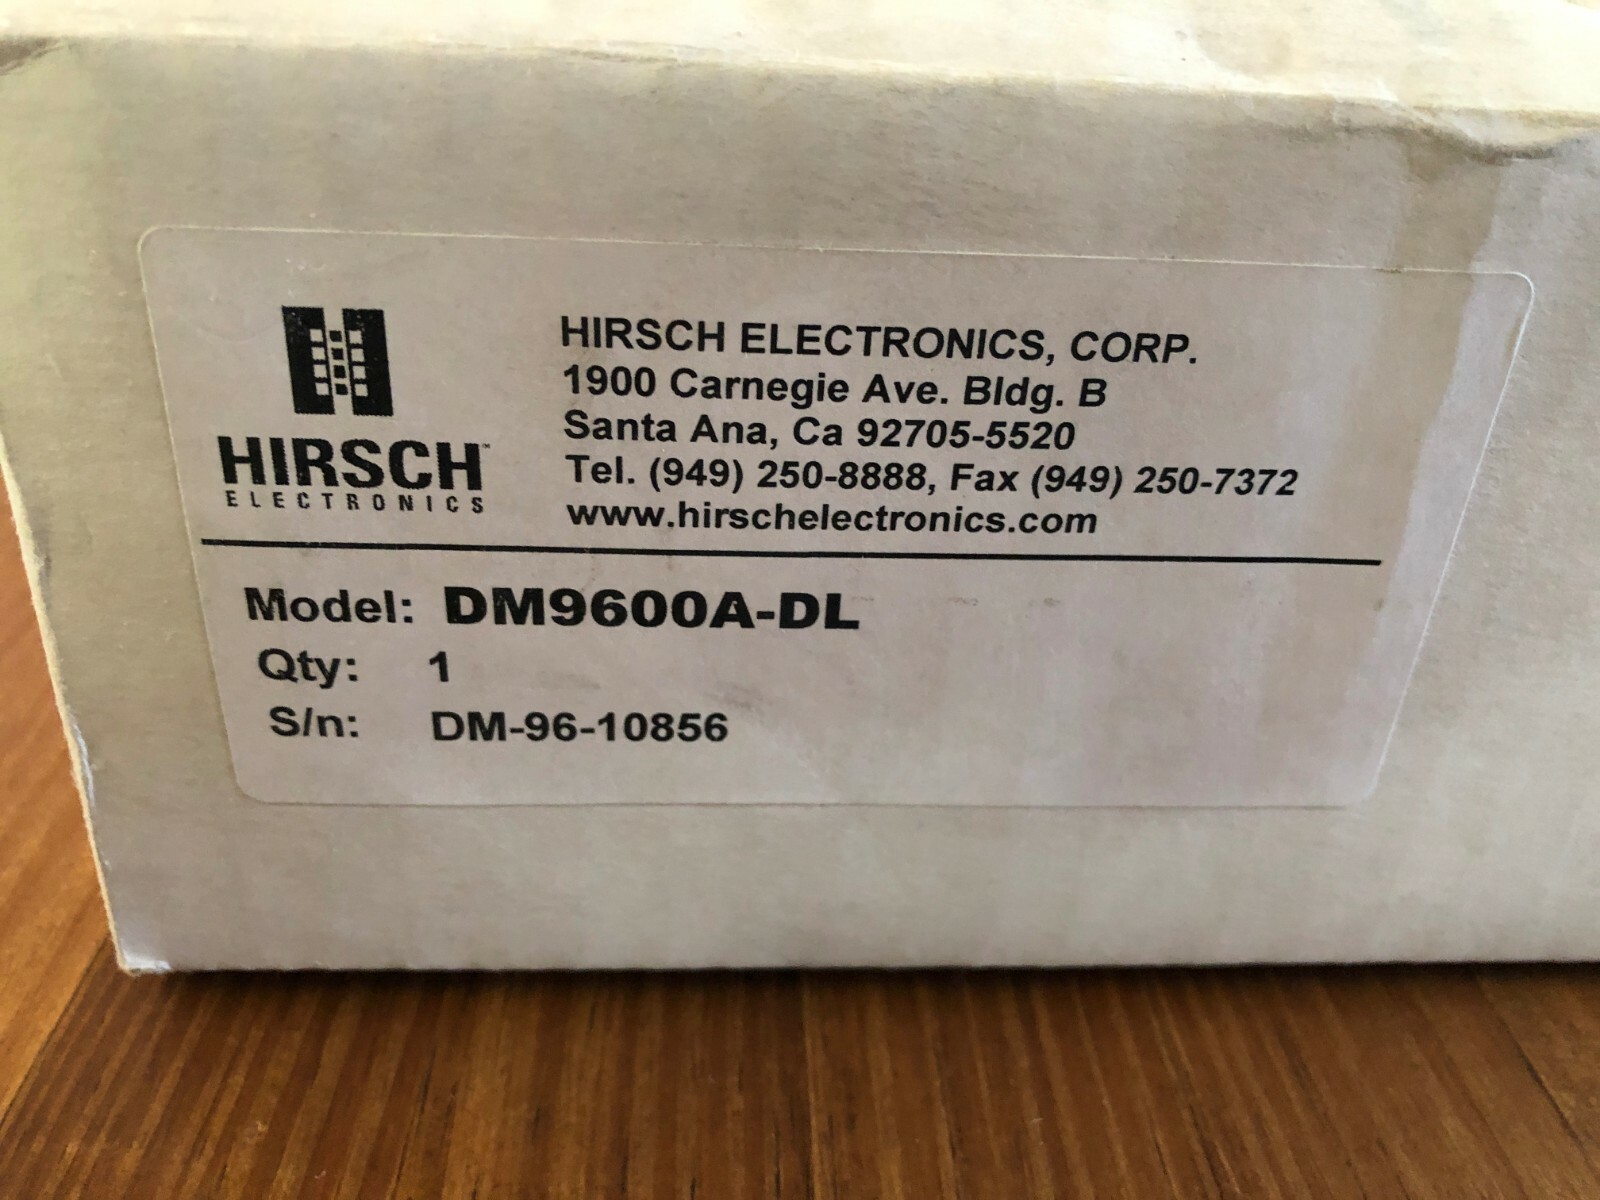 HIRSCH™
ELECTRONICS
HIRSCH ELECTRONICS, CORP.
1900 Carnegie Ave. Bldg. B
Santa Ana, Ca 92705-5520
Tel. (949) 250-8888, Fax (949) 250-7372
www.hirschelectronics.com
Model: DM9600A-DL
Qty: 1
S/n: DM-96-10856